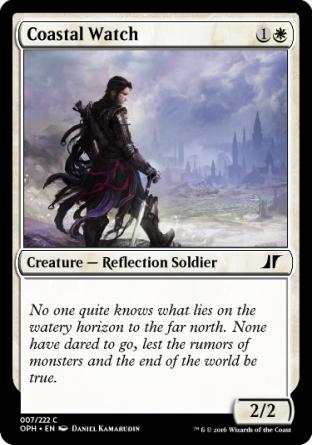 Coastal Watch 1
Creature — Reflection Soldier
No one quite knows what lies on the
watery horizon to the far north. None
have dared to go, lest the rumors of
monsters and the end of the world be
true.
2/2
007/222 C
OPH • EN DANIEL KAMARUDIN
™ & © 2016 Wizards of the Coast